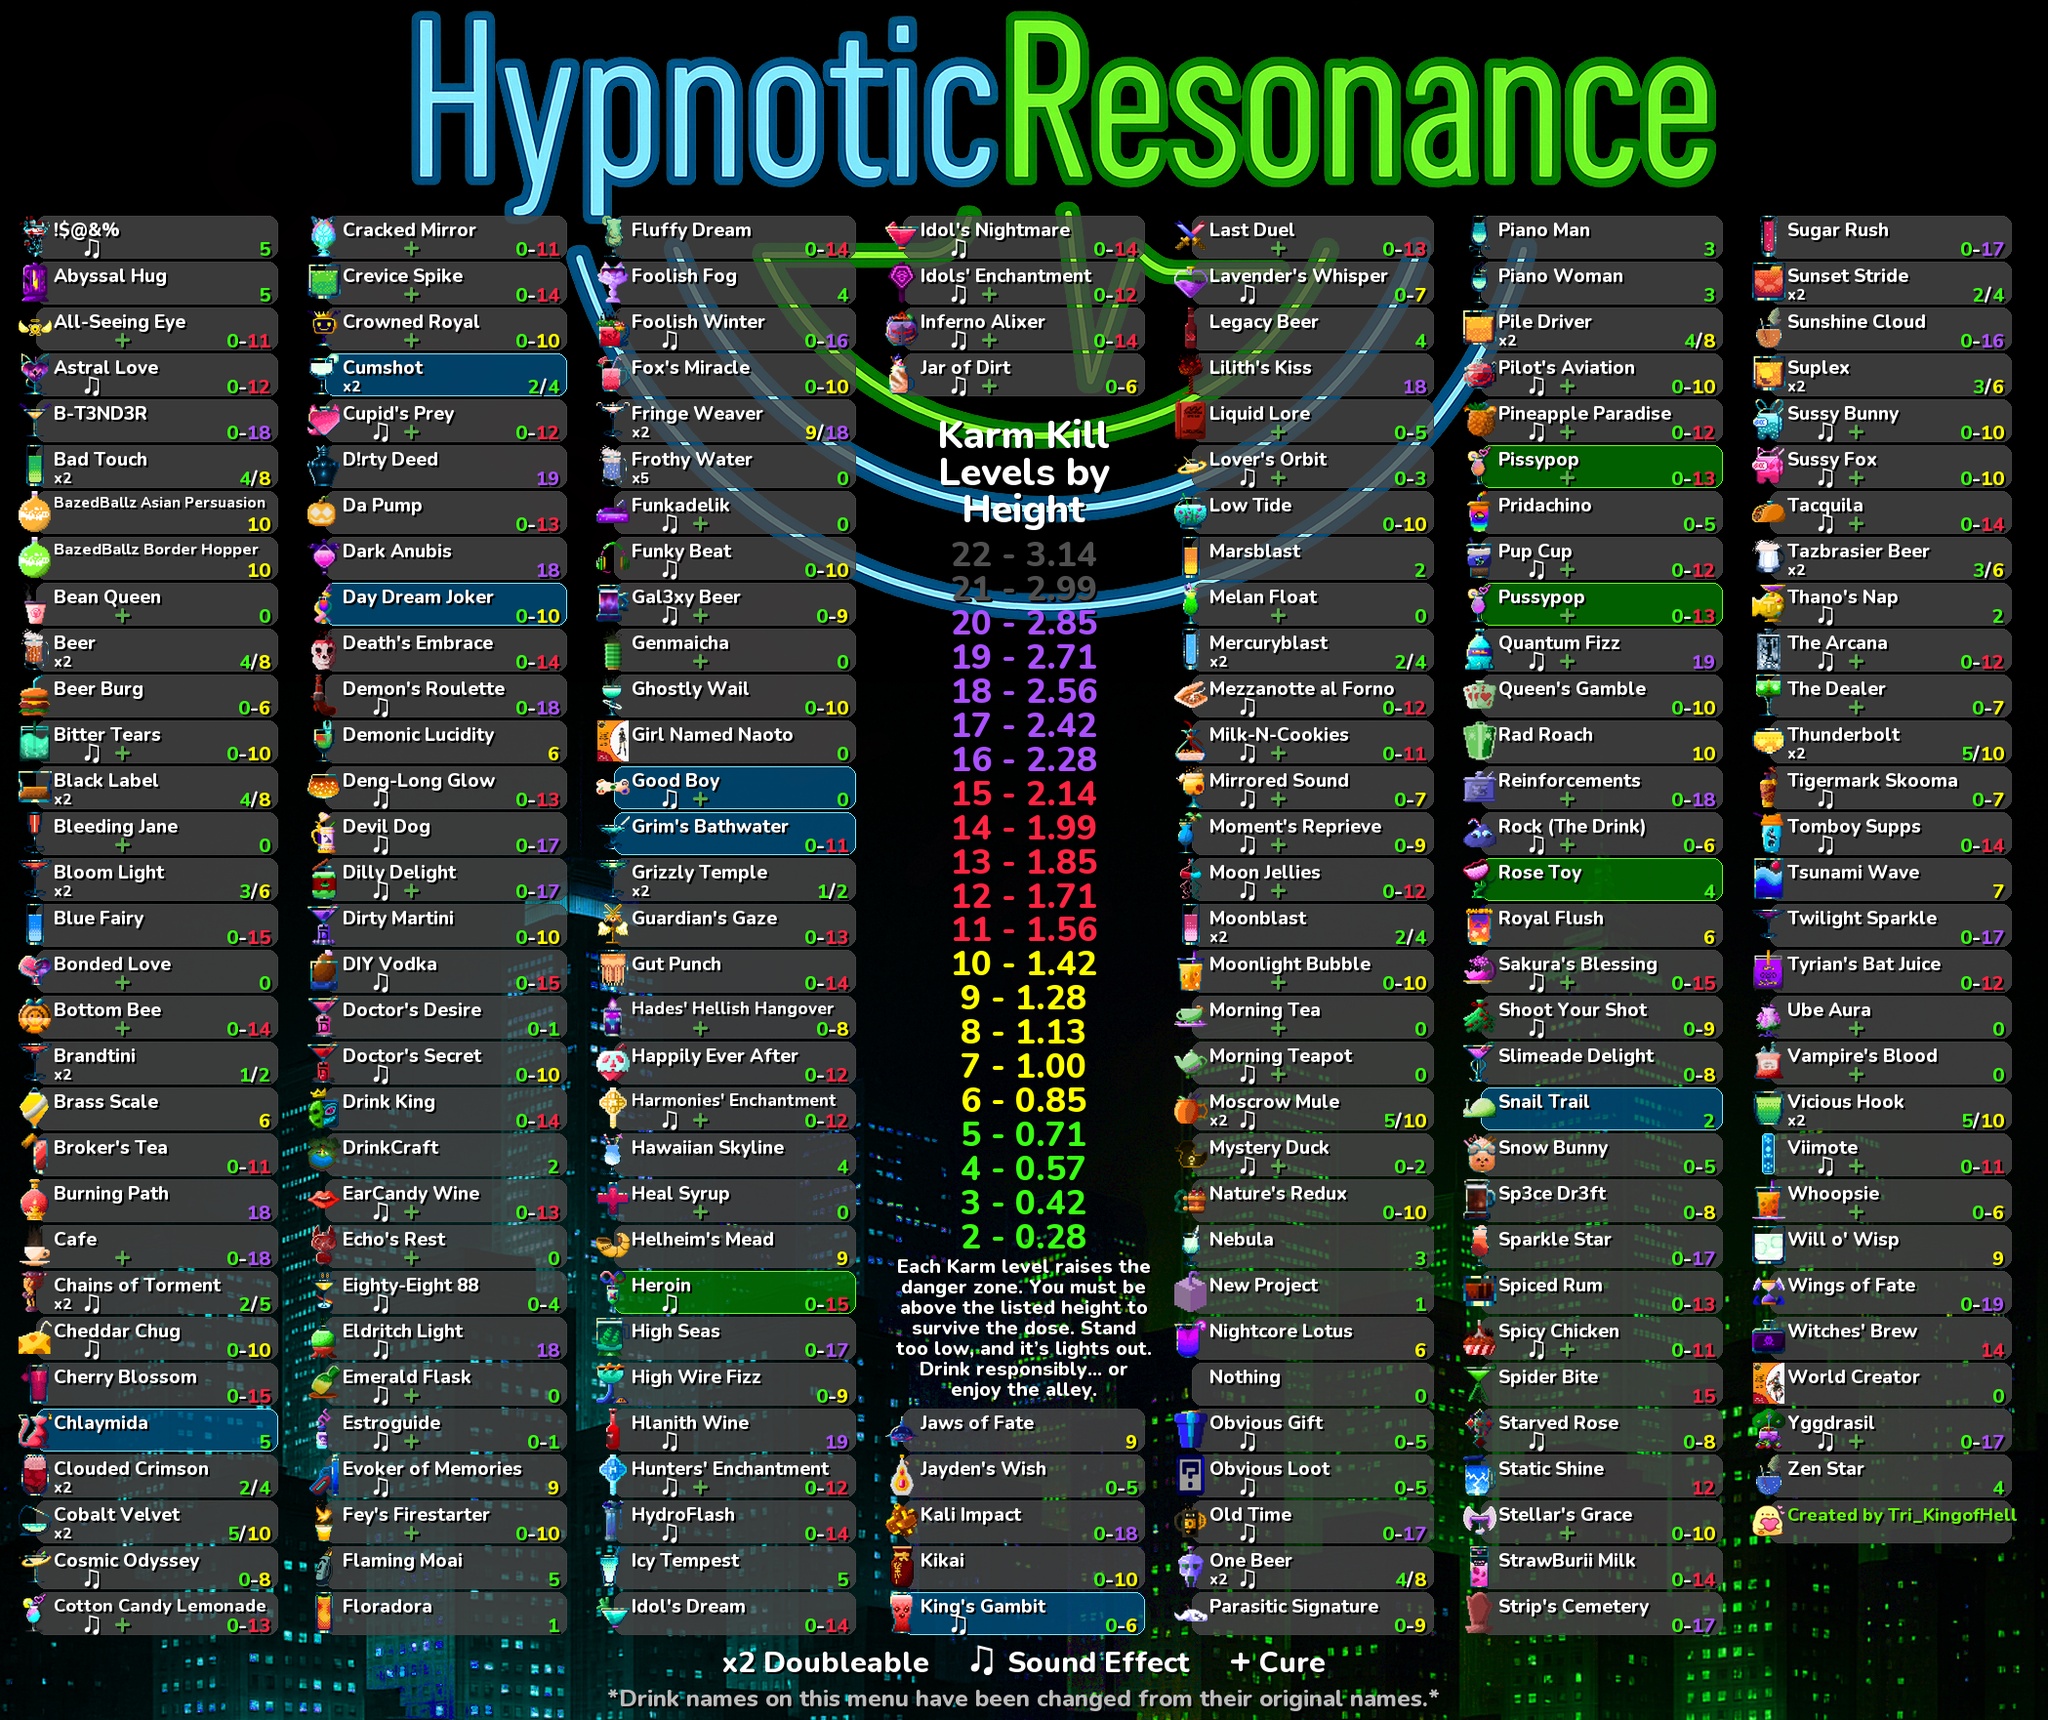 HypnoticResonance
!$@&%
♫
5
Abyssal Hug
5
All-Seeing Eye
+
0-11
Astral Love
♫
0-12
B-T3ND3R
0-18
Bad Touch
x2
4/8
BazedBallz Asian Persuasion
10
BazedBallz Border Hopper
10
Bean Queen
+
0
Beer
x2
4/8
Beer Burg
0-6
Bitter Tears
♫ +
0-10
Black Label
x2
4/8
Bleeding Jane
+
0
Bloom Light
x2
3/6
Blue Fairy
0-15
Bonded Love
+
0
Bottom Bee
+
0-14
Brandtini
x2
1/2
Brass Scale
6
Broker's Tea
0-11
Burning Path
18
Cafe
+
0-18
Chains of Torment
x2 ♫
2/5
Cheddar Chug
♫
0-10
Cherry Blossom
0-15
Chlaymida
5
Clouded Crimson
x2
2/4
Cobalt Velvet
x2
5/10
Cosmic Odyssey
♫
0-8
Cotton Candy Lemonade
♫ +
0-13
Cracked Mirror
+
0-11
Crevice Spike
+
0-14
Crowned Royal
+
0-10
Cumshot
x2
2/4
Cupid's Prey
♫ +
0-12
D!rty Deed
19
Da Pump
0-13
Dark Anubis
18
Day Dream Joker
0-10
Death's Embrace
0-14
Demon's Roulette
♫
0-18
Demonic Lucidity
6
Deng-Long Glow
♫
0-13
Devil Dog
♫
0-17
Dilly Delight
♫ +
0-17
Dirty Martini
0-10
DIY Vodka
♫
0-15
Doctor's Desire
0-1
Doctor's Secret
♫
0-10
Drink King
0-14
DrinkCraft
2
EarCandy Wine
♫ +
0-13
Echo's Rest
+
0
Eighty-Eight 88
♫
0-4
Eldritch Light
♫
18
Emerald Flask
♫ +
0
Estroguide
♫ +
0-1
Evoker of Memories
♫
9
Fey's Firestarter
+
0-10
Flaming Moai
5
Floradora
1
Fluffy Dream
0-14
Foolish Fog
4
Foolish Winter
♫
0-16
Fox's Miracle
0-10
Fringe Weaver
x2
9/18
Frothy Water
x5
0
Funkadelik
♫ +
0
Funky Beat
♫
0-10
Gal3xy Beer
♫ +
0-9
Genmaicha
+
0
Ghostly Wail
0-10
Girl Named Naoto
0
Good Boy
♫ +
0
Grim's Bathwater
0-11
Grizzly Temple
x2
1/2
Guardian's Gaze
0-13
Gut Punch
0-14
Hades' Hellish Hangover
+
0-8
Happily Ever After
0-12
Harmonies' Enchantment
♫ +
0-12
Hawaiian Skyline
4
Heal Syrup
+
0
Helheim's Mead
9
Heroin
♫
0-15
High Seas
0-17
High Wire Fizz
0-9
Hlanith Wine
♫
19
Hunters' Enchantment
♫ +
0-12
HydroFlash
0-14
Icy Tempest
5
Idol's Dream
0-14
Idol's Nightmare
♫
0-14
Idols' Enchantment
♫ +
0-12
Inferno Alixer
♫ +
0-14
Jar of Dirt
♫ +
0-6
Karm Kill
Levels by
Height
22 - 3.14
21 - 2.99
20 - 2.85
19 - 2.71
18 - 2.56
17 - 2.42
16 - 2.28
15 - 2.14
14 - 1.99
13 - 1.85
12 - 1.71
11 - 1.56
10 - 1.42
9 - 1.28
8 - 1.13
7 - 1.00
6 - 0.85
5 - 0.71
4 - 0.57
3 - 0.42
2 - 0.28
Each Karm level raises the
danger zone. You must be
above the listed height to
survive the dose. Stand
too low, and it's lights out.
Drink responsibly... or
enjoy the alley.
Jaws of Fate
9
Jayden's Wish
0-5
Kali Impact
0-18
Kikai
0-10
King's Gambit
♫
0-6
Last Duel
+
0-13
Lavender's Whisper
♫
0-7
Legacy Beer
4
Lilith's Kiss
18
Liquid Lore
+
0-5
Lover's Orbit
♫ +
0-3
Low Tide
0-10
Marsblast
2
Melan Float
+
0
Mercuryblast
x2
2/4
Mezzanotte al Forno
♫
0-12
Milk-N-Cookies
♫ +
0-11
Mirrored Sound
♫ +
0-7
Moment's Reprieve
♫ +
0-9
Moon Jellies
♫ +
0-12
Moonblast
x2
2/4
Moonlight Bubble
+
0-10
Morning Tea
+
0
Morning Teapot
♫ +
0
Moscrow Mule
x2 ♫
5/10
Mystery Duck
♫ +
0-2
Nature's Redux
0-10
Nebula
3
New Project
1
Nightcore Lotus
6
Nothing
0
Obvious Gift
♫
0-5
Obvious Loot
♫
0-5
Old Time
♫
0-17
One Beer
x2 ♫
4/8
Parasitic Signature
0-9
Piano Man
3
Piano Woman
3
Pile Driver
x2
4/8
Pilot's Aviation
♫ +
0-10
Pineapple Paradise
♫ +
0-12
Pissypop
+
0-13
Pridachino
0-5
Pup Cup
♫ +
0-12
Pussypop
+
0-13
Quantum Fizz
♫ +
19
Queen's Gamble
0-10
Rad Roach
10
Reinforcements
+
0-18
Rock (The Drink)
♫ +
0-6
Rose Toy
4
Royal Flush
6
Sakura's Blessing
♫ +
0-15
Shoot Your Shot
♫
0-9
Slimeade Delight
0-8
Snail Trail
2
Snow Bunny
0-5
Sp3ce Dr3ft
0-8
Sparkle Star
0-17
Spiced Rum
0-13
Spicy Chicken
♫ +
0-11
Spider Bite
15
Starved Rose
♫
0-8
Static Shine
12
Stellar's Grace
+
0-10
StrawBurii Milk
0-14
Strip's Cemetery
0-17
Sugar Rush
0-17
Sunset Stride
x2
2/4
Sunshine Cloud
0-16
Suplex
x2
3/6
Sussy Bunny
♫ +
0-10
Sussy Fox
♫ +
0-10
Tacquila
♫ +
0-14
Tazbrasier Beer
x2
3/6
Thano's Nap
2
The Arcana
♫ +
0-12
The Dealer
+
0-7
Thunderbolt
x2
5/10
Tigermark Skooma
♫
0-7
Tomboy Supps
0-14
Tsunami Wave
7
Twilight Sparkle
0-17
Tyrian's Bat Juice
0-12
Ube Aura
+
0
Vampire's Blood
+
0
Vicious Hook
x2
5/10
Viimote
♫ +
0-11
Whoopsie
+
0-6
Will o' Wisp
9
Wings of Fate
0-19
Witches' Brew
14
World Creator
0
Yggdrasil
♫ +
0-17
Zen Star
4
Created by Tri_KingofHell
x2 Doubleable ♫ Sound Effect + Cure
*Drink names on this menu have been changed from their original names.*